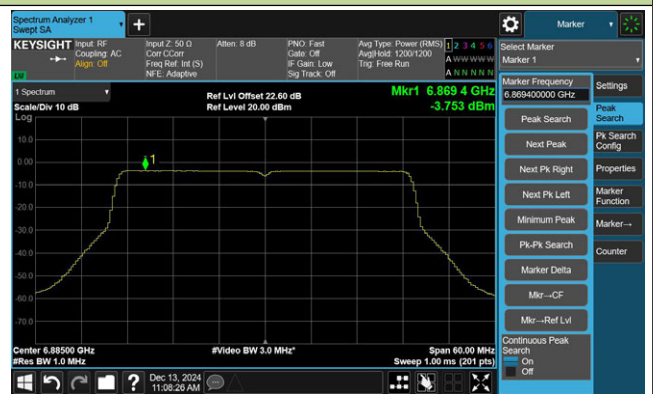 Spectrum Analyzer 1
Swept SA
+
Marker
KEYSIGHT
Input: RF
Coupling: AC
Align: Off
Input Z: 50 Ω
Corr CCorr
Freq Ref: Int (S)
NFE: Adaptive
Atten: 8 dB
PNO: Fast
Gate: Off
IF Gain: Low
Sig Track: Off
Avg Type: Power (RMS)
Avg|Hold: 1200/1200
Trig: Free Run
1 2 3 4 5 6
A W W W W W
A N N N N N
Select Marker
Marker 1
LXI
1 Spectrum
Scale/Div 10 dB
Log
Ref Lvl Offset 22.60 dB
Ref Level 20.00 dBm
Mkr1 6.869 4 GHz
-3.753 dBm
10.0
0.00
-10.0
-20.0
-30.0
-40.0
-50.0
-60.0
-70.0
1
Center 6.88500 GHz
#Res BW 1.0 MHz
#Video BW 3.0 MHz*
Span 60.00 MHz
Sweep 1.00 ms (201 pts)
Marker Frequency
6.869400000 GHz
Peak Search
Next Peak
Next Pk Right
Next Pk Left
Minimum Peak
Pk-Pk Search
Marker Delta
Mkr→CF
Mkr→Ref Lvl
Continuous Peak
Search
On
Off
Settings
Peak
Search
Pk Search
Config
Properties
Marker
Function
Marker→
Counter
?
Dec 13, 2024
11:08:26 AM